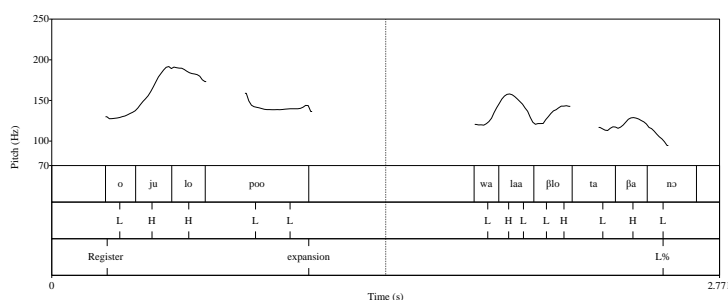 250
200
150
100
70
Pitch (Hz)
o ju lo poo wa laa βlo ta βa nɔ
L H H L L L H L L H L H L
Register expansion L%
0 2.77
Time (s)